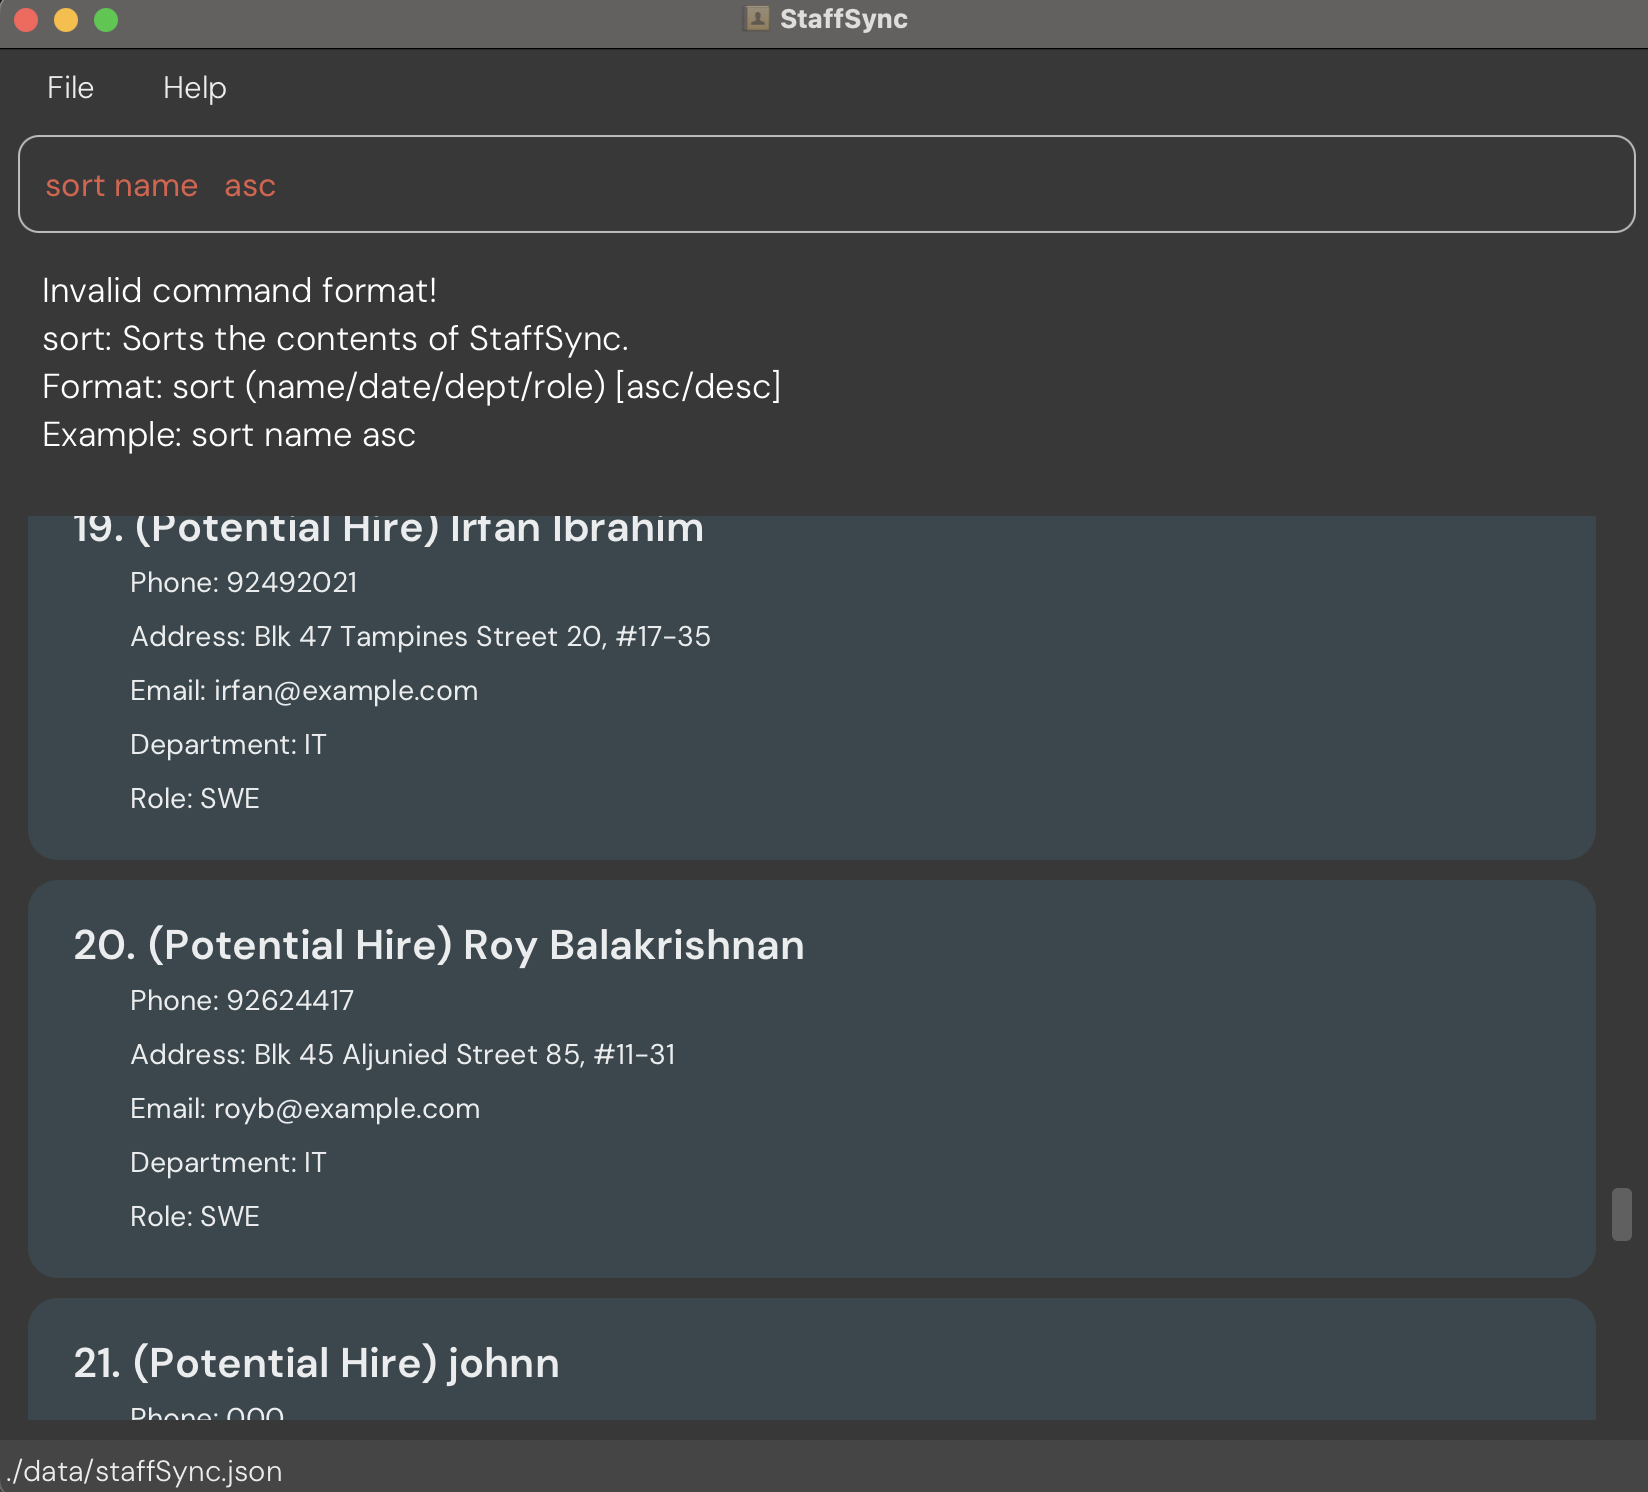 StaffSync
File Help
sort name   asc
Invalid command format!
sort: Sorts the contents of StaffSync.
Format: sort (name/date/dept/role) [asc/desc]
Example: sort name asc
19. (Potential Hire) Irfan Ibrahim
Phone: 92492021
Address: Blk 47 Tampines Street 20, #17-35
Email: irfan@example.com
Department: IT
Role: SWE
20. (Potential Hire) Roy Balakrishnan
Phone: 92624417
Address: Blk 45 Aljunied Street 85, #11-31
Email: royb@example.com
Department: IT
Role: SWE
21. (Potential Hire) johnn
Phone: 000
./data/staffSync.json